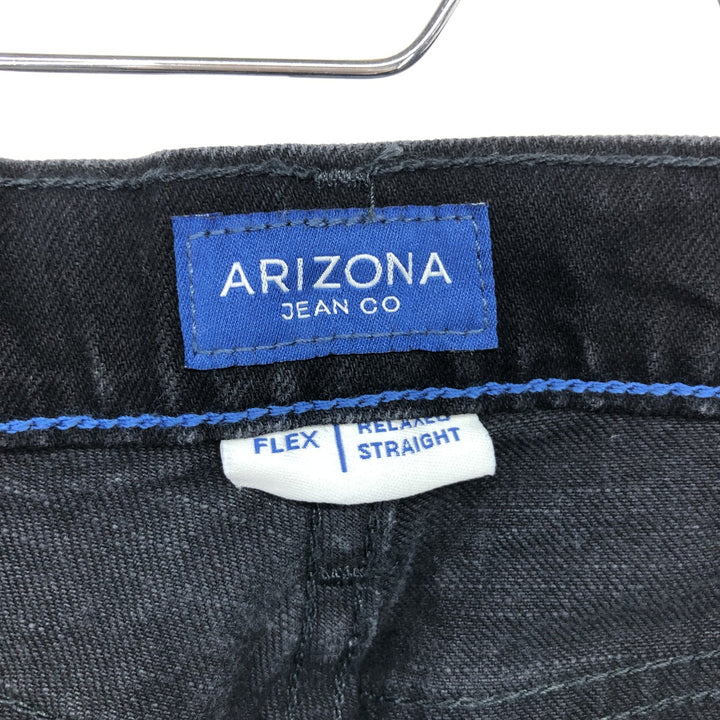 ARIZONA
JEAN CO
FLEX
RELAXED
STRAIGHT